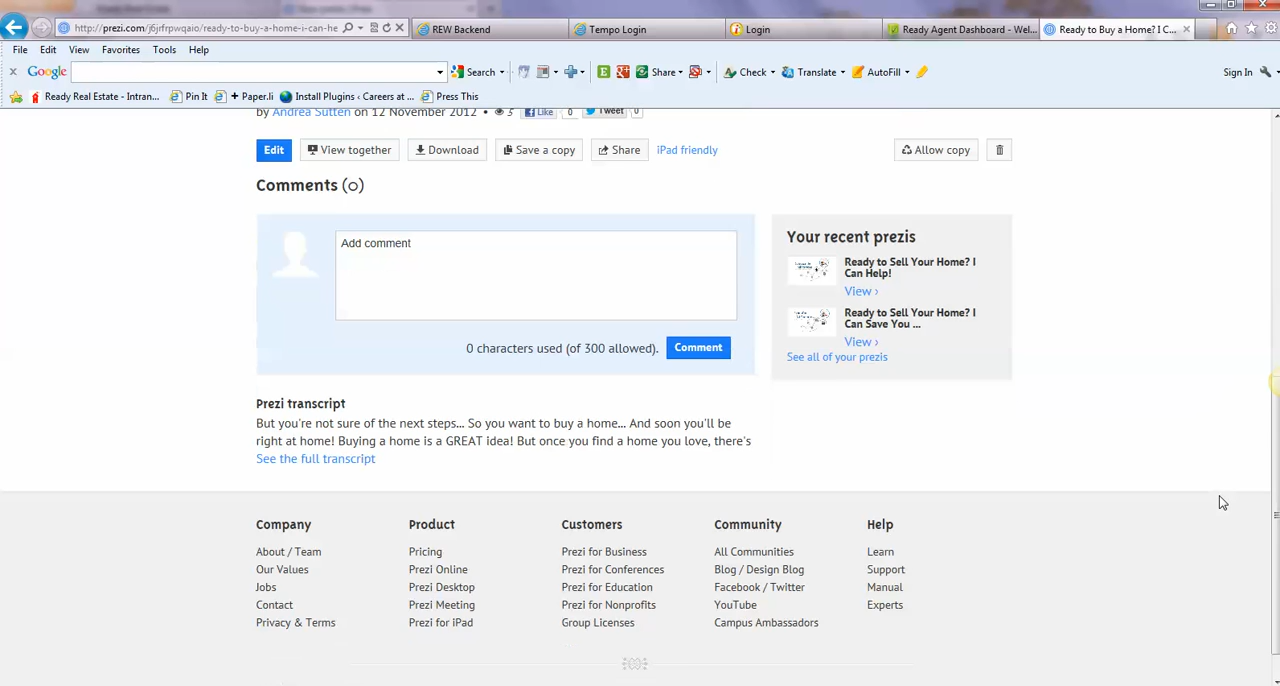 http://prezi.com/j6jrfrpwqaio/ready-to-buy-a-home-i-can-he
REW Backend
Tempo Login
Login
Ready Agent Dashboard - Wel...
Ready to Buy a Home? I C...
File Edit View Favorites Tools Help
Google Search Share Check Translate AutoFill Sign In
Ready Real Estate - Intran... Pin It + Paper.li Install Plugins ‹ Careers at ... Press This
by Andrea Sutten on 12 November 2012 • Like 0 Tweet 0
Edit View together Download Save a copy Share iPad friendly Allow copy
Comments (0)
Add comment
0 characters used (of 300 allowed). Comment
Your recent prezis
Ready to Sell Your Home? I
Can Help!
View ›
Ready to Sell Your Home? I
Can Save You ...
View ›
See all of your prezis
Prezi transcript
But you're not sure of the next steps... So you want to buy a home... And soon you'll be
right at home! Buying a home is a GREAT idea! But once you find a home you love, there's
See the full transcript
Company
About / Team
Our Values
Jobs
Contact
Privacy & Terms
Product
Pricing
Prezi Online
Prezi Desktop
Prezi Meeting
Prezi for iPad
Customers
Prezi for Business
Prezi for Conferences
Prezi for Education
Prezi for Nonprofits
Group Licenses
Community
All Communities
Blog / Design Blog
Facebook / Twitter
YouTube
Campus Ambassadors
Help
Learn
Support
Manual
Experts